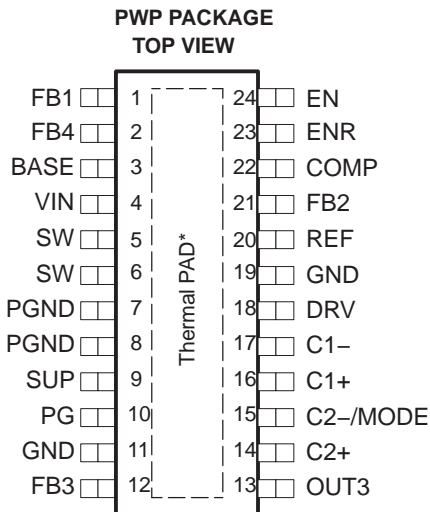 PWP PACKAGE
TOP VIEW
FB1 1 24 EN
FB4 2 23 ENR
BASE 3 22 COMP
VIN 4 21 FB2
SW 5 20 REF
SW 6 19 GND
PGND 7 18 DRV
PGND 8 17 C1−
SUP 9 16 C1+
PG 10 15 C2−/MODE
GND 11 14 C2+
FB3 12 13 OUT3
Thermal PAD*